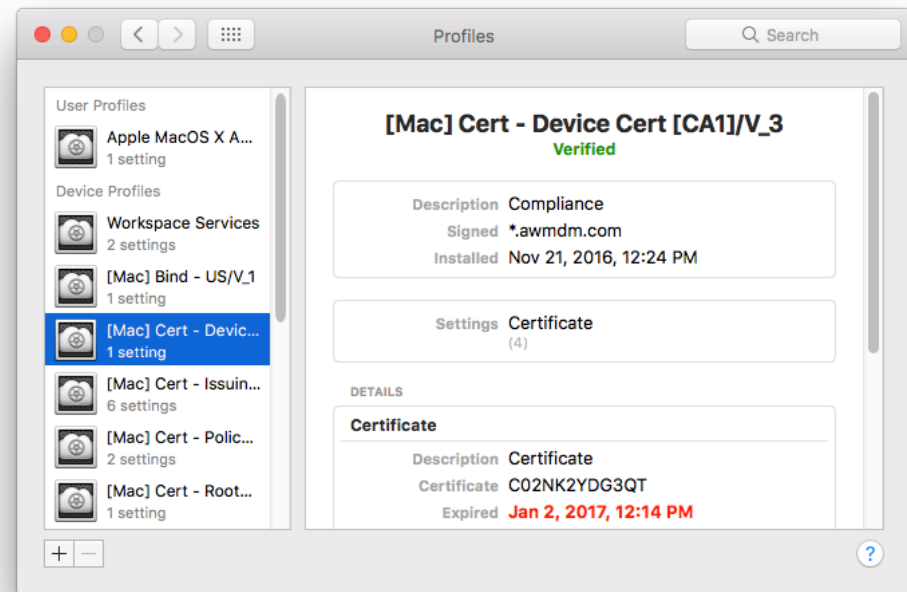 Profiles
Search
User Profiles
Apple MacOS X A...
1 setting
Device Profiles
Workspace Services
2 settings
[Mac] Bind - US/V_1
1 setting
[Mac] Cert - Devic...
1 setting
[Mac] Cert - Issuin...
6 settings
[Mac] Cert - Polic...
2 settings
[Mac] Cert - Root...
1 setting
[Mac] Cert - Device Cert [CA1]/V_3
Verified
Description Compliance
Signed *.awmdm.com
Installed Nov 21, 2016, 12:24 PM
Settings Certificate
(4)
DETAILS
Certificate
Description Certificate
Certificate C02NK2YDG3QT
Expired Jan 2, 2017, 12:14 PM
+ −
?